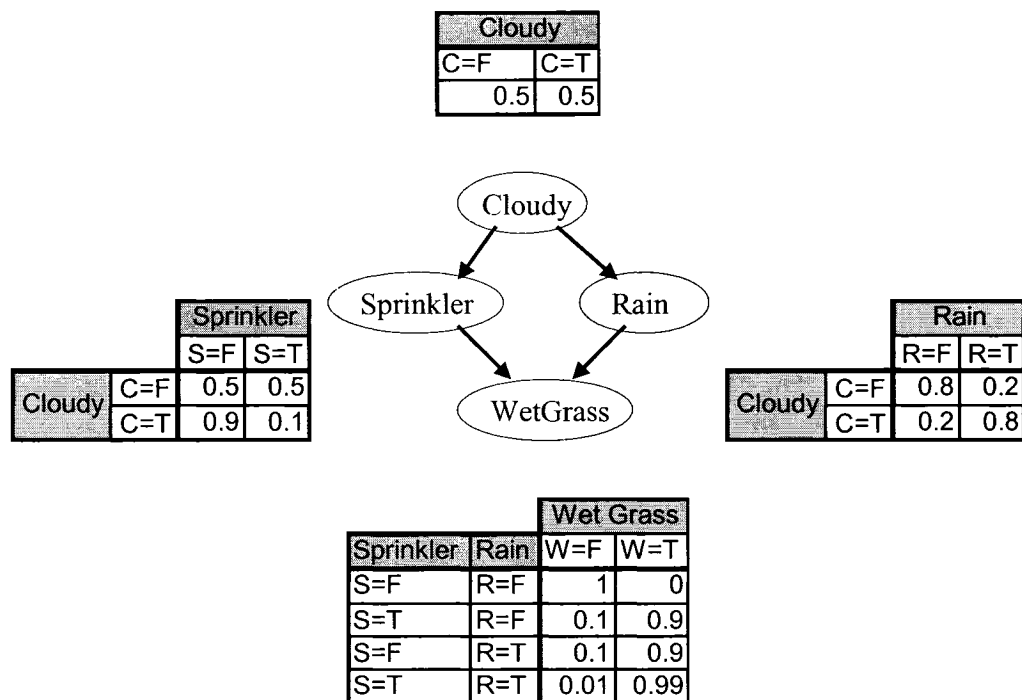 Cloudy
C=F C=T
0.5 0.5
Cloudy
Sprinkler
Rain
WetGrass
Sprinkler
S=F S=T
Cloudy
C=F 0.5 0.5
C=T 0.9 0.1
Rain
R=F R=T
Cloudy
C=F 0.8 0.2
C=T 0.2 0.8
Wet Grass
Sprinkler Rain W=F W=T
S=F R=F 1 0
S=T R=F 0.1 0.9
S=F R=T 0.1 0.9
S=T R=T 0.01 0.99